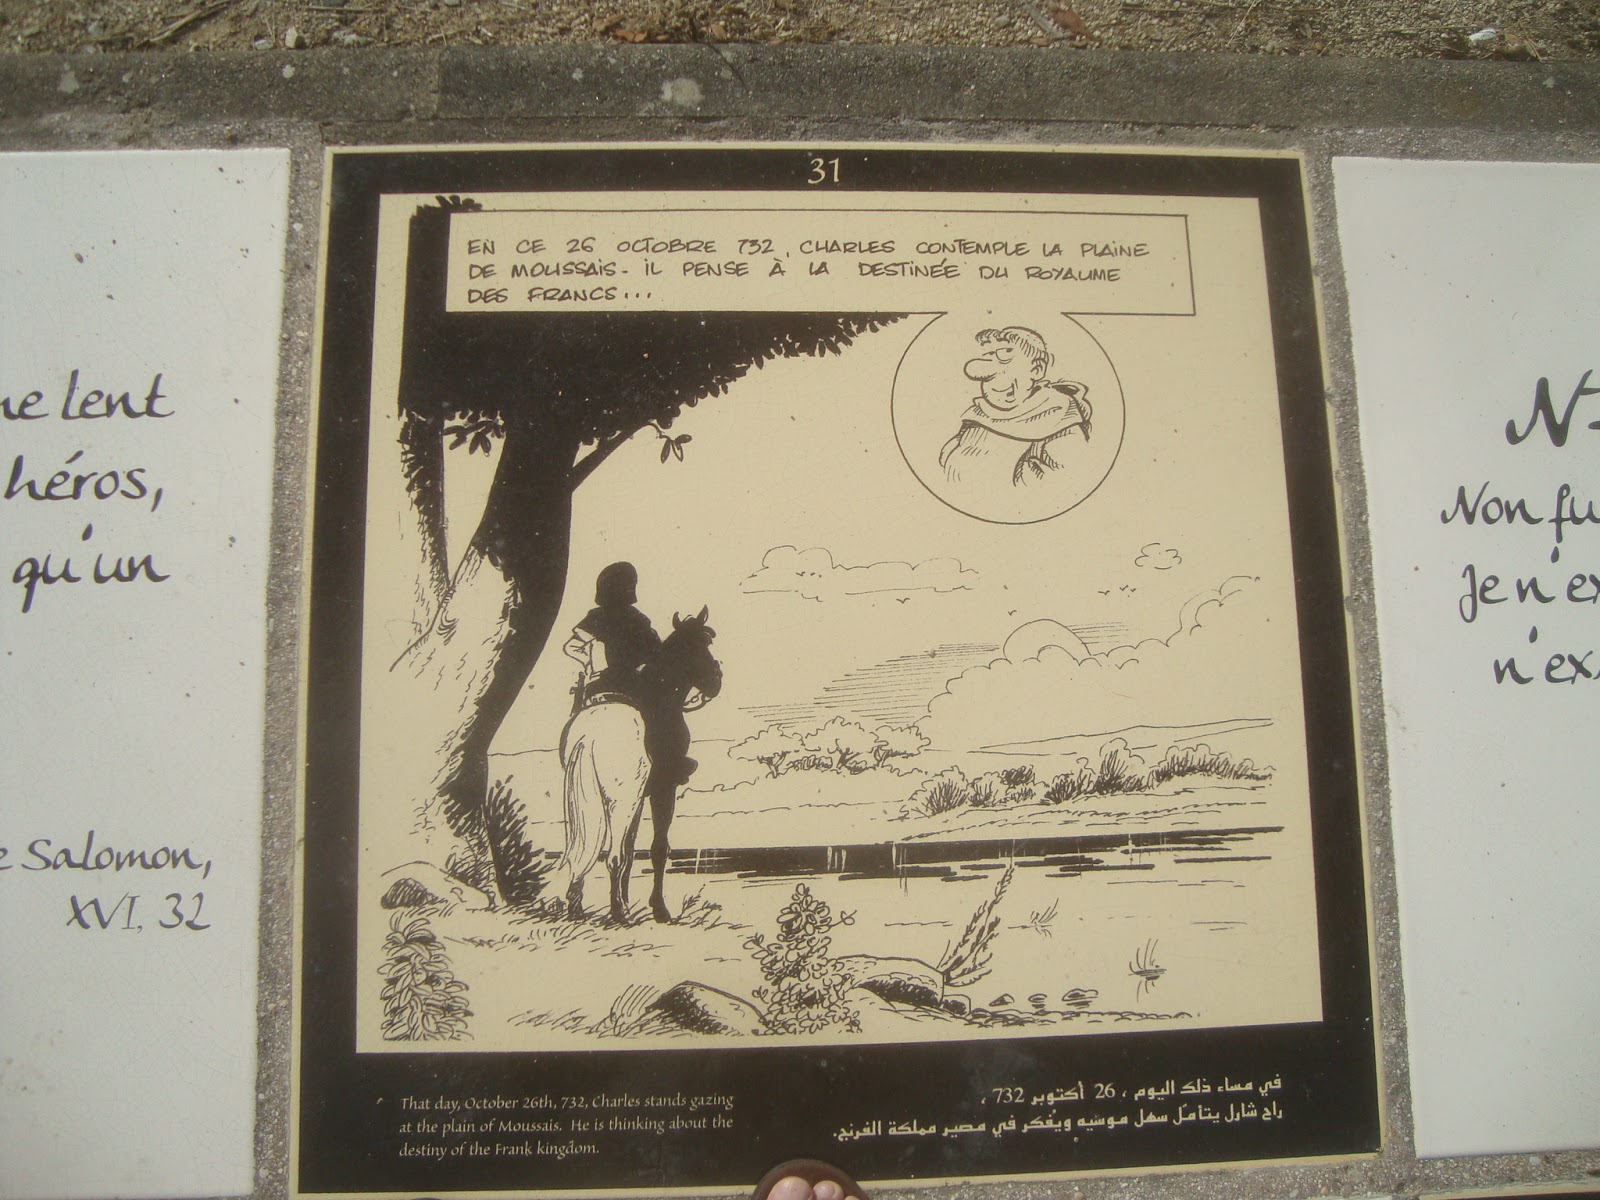 ne lent
héros,
qu'un
e Salomon,
XVI, 32
31
EN CE 26 OCTOBRE 732, CHARLES CONTEMPLE LA PLAINE
DE MOUSSAIS. IL PENSE À LA DESTINÉE DU ROYAUME
DES FRANCS...
That day, October 26th, 732, Charles stands gazing
at the plain of Moussais. He is thinking about the
destiny of the Frank kingdom.
في مساء ذلك اليوم ، 26 أكتوبر 732 ،
راح شارل يتأمّل سهل موسيه ويُفكر في مصير مملكة الفرنج.
Non fu
Je n'ex
n'ex